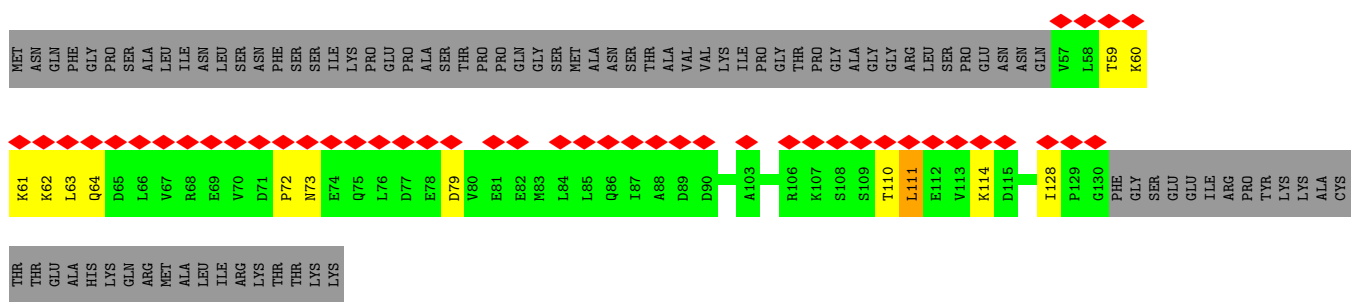 MET ASN GLN PHE GLY PRO SER ALA LEU ILE ASN LEU SER ASN PHE SER SER ILE LYS PRO GLU PRO ALA SER THR PRO PRO GLN GLY SER MET ALA ASN SER THR ALA VAL VAL LYS ILE PRO GLY THR PRO GLY ALA GLY GLY ARG LEU SER PRO GLU ASN ASN GLN V57 L58 T59 K60
K61 K62 L63 Q64 D65 L66 V67 R68 E69 V70 D71 P72 N73 E74 Q75 L76 D77 E78 D79 V80 E81 E82 M83 L84 L85 Q86 I87 A88 D89 D90 A103 R106 K107 S108 S109 T110 L111 E112 V113 K114 D115 I128 P129 G130 PHE GLY SER GLU GLU ILE ARG PRO TYR LYS LYS ALA CYS
THR THR GLU ALA HIS LYS GLN ARG MET ALA LEU ILE ARG LYS THR THR LYS LYS